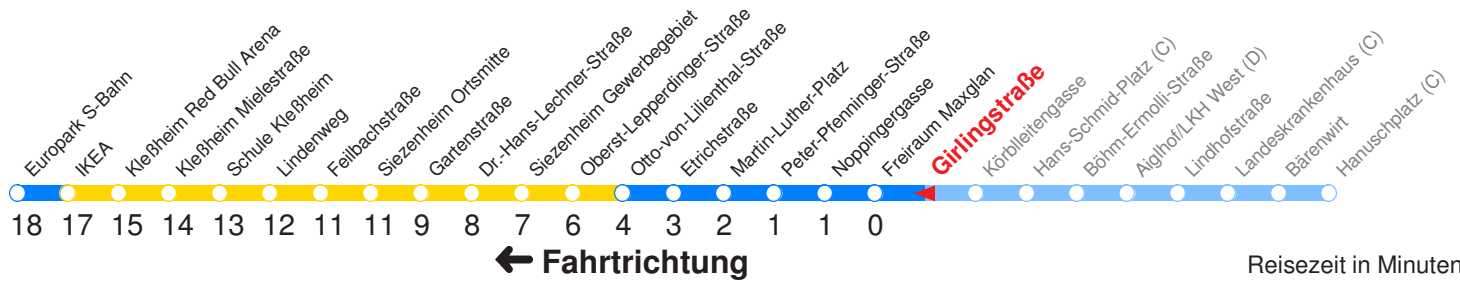 Europark S-Bahn
IKEA
Kleßheim Red Bull Arena
Kleßheim Mielestraße
Schule Kleßheim
Lindenweg
Feilbachstraße
Siezenheim Ortsmitte
Gartenstraße
Dr.-Hans-Lechner-Straße
Siezenheim Gewerbegebiet
Oberst-Lepperdinger-Straße
Otto-von-Lilienthal-Straße
Etrichstraße
Martin-Luther-Platz
Peter-Pfenninger-Straße
Noppingergasse
Freiraum Maxglan
Girlingstraße
Körblleitengasse
Hans-Schmid-Platz (C)
Böhm-Ermolli-Straße
Aiglhof/LKH West (D)
Lindhofstraße
Landeskrankenhaus (C)
Bärenwirt
Hanuschplatz (C)
18 17 15 14 13 12 11 11 9 8 7 6 4 3 2 1 1 0
← Fahrtrichtung
Reisezeit in Minuten